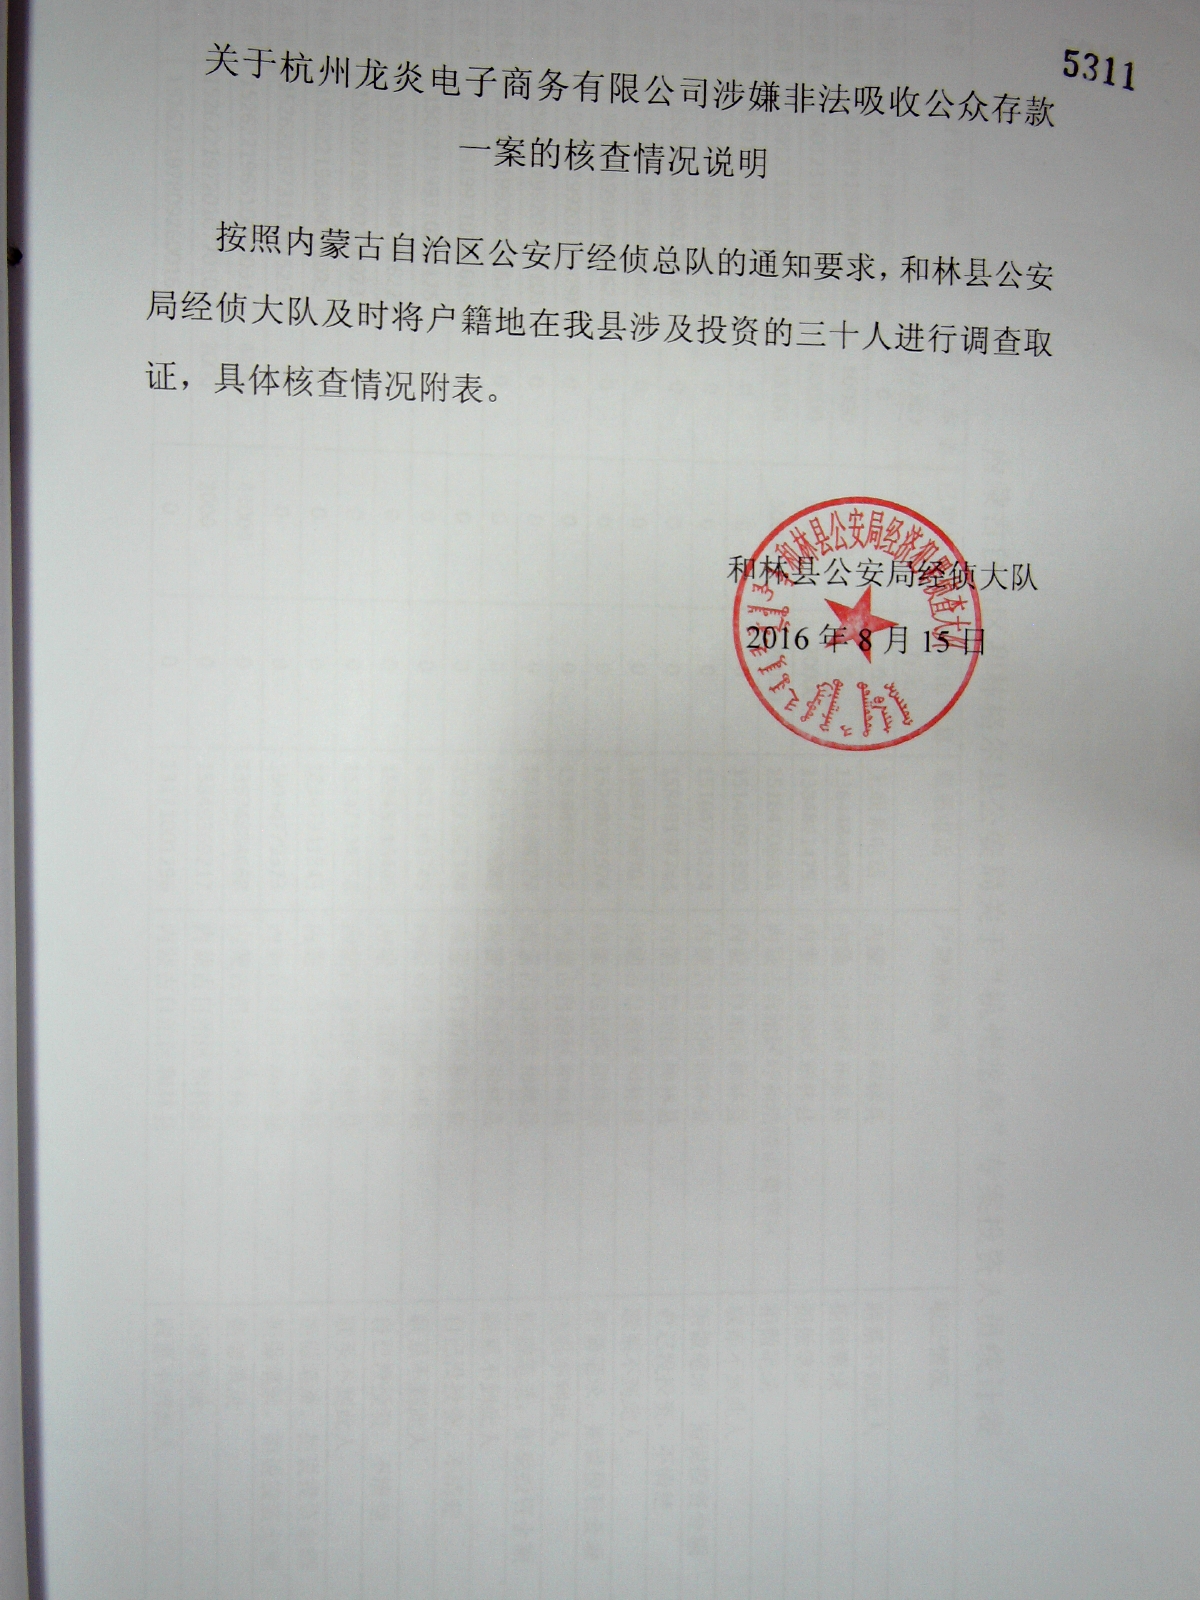 5311
关于杭州龙炎电子商务有限公司涉嫌非法吸收公众存款
一案的核查情况说明
按照内蒙古自治区公安厅经侦总队的通知要求，和林县公安
局经侦大队及时将户籍地在我县涉及投资的三十人进行调查取
证，具体核查情况附表。
和林县公安局经济犯罪侦查大队
和林县公安局经侦大队
2016 年 8 月 15 日